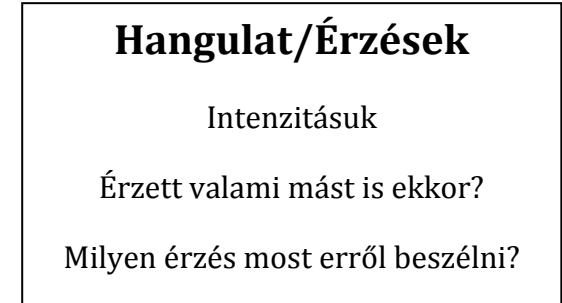 Hangulat/Érzések
Intenzitásuk
Érzett valami mást is ekkor?
Milyen érzés most erről beszélni?